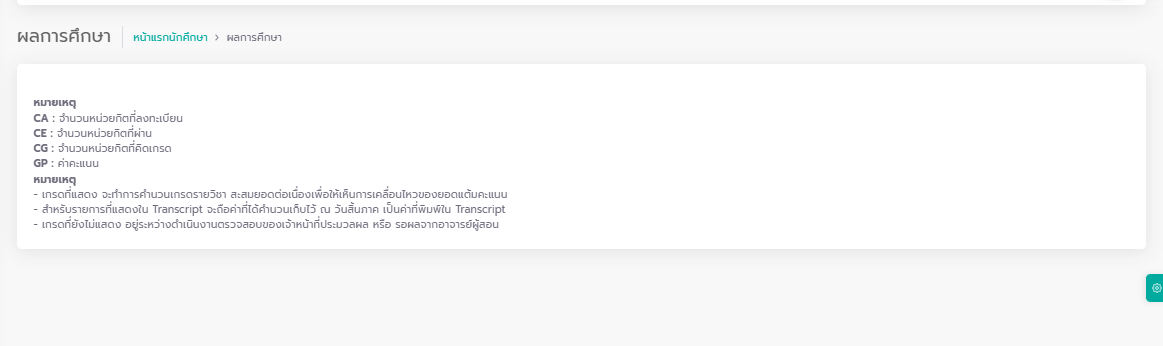 ผลการศึกษา
หน้าแรกนักศึกษา › ผลการศึกษา
หมายเหตุ
CA : จำนวนหน่วยกิตที่ลงทะเบียน
CE : จำนวนหน่วยกิตที่ผ่าน
CG : จำนวนหน่วยกิตที่คิดเกรด
GP : ค่าคะแนน
หมายเหตุ
- เกรดที่แสดง จะทำการคำนวนเกรดรายวิชา สะสมยอดต่อเนื่องเพื่อให้เห็นการเคลื่อนไหวของยอดแต้มคะแนน
- สำหรับรายการที่แสดงใน Transcript จะถือค่าที่ได้คำนวนเก็บไว้ ณ วันสิ้นภาค เป็นค่าที่พิมพ์ใน Transcript
- เกรดที่ยังไม่แสดง อยู่ระหว่างดำเนินงานตรวจสอบของเจ้าหน้าที่ประมวลผล หรือ รอผลจากอาจารย์ผู้สอน